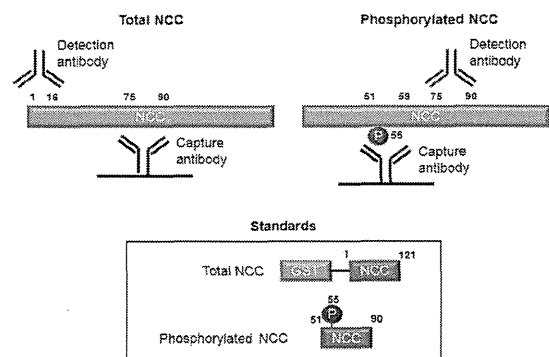 Total NCC
Phosphorylated NCC
Detection
antibody
Detection
antibody
1 16 75 90
51 59 75 90
NCC
NCC
P 55
Capture
antibody
Capture
antibody
Standards
1 121
Total NCC GST NCC
55
P
51 90
Phosphorylated NCC NCC